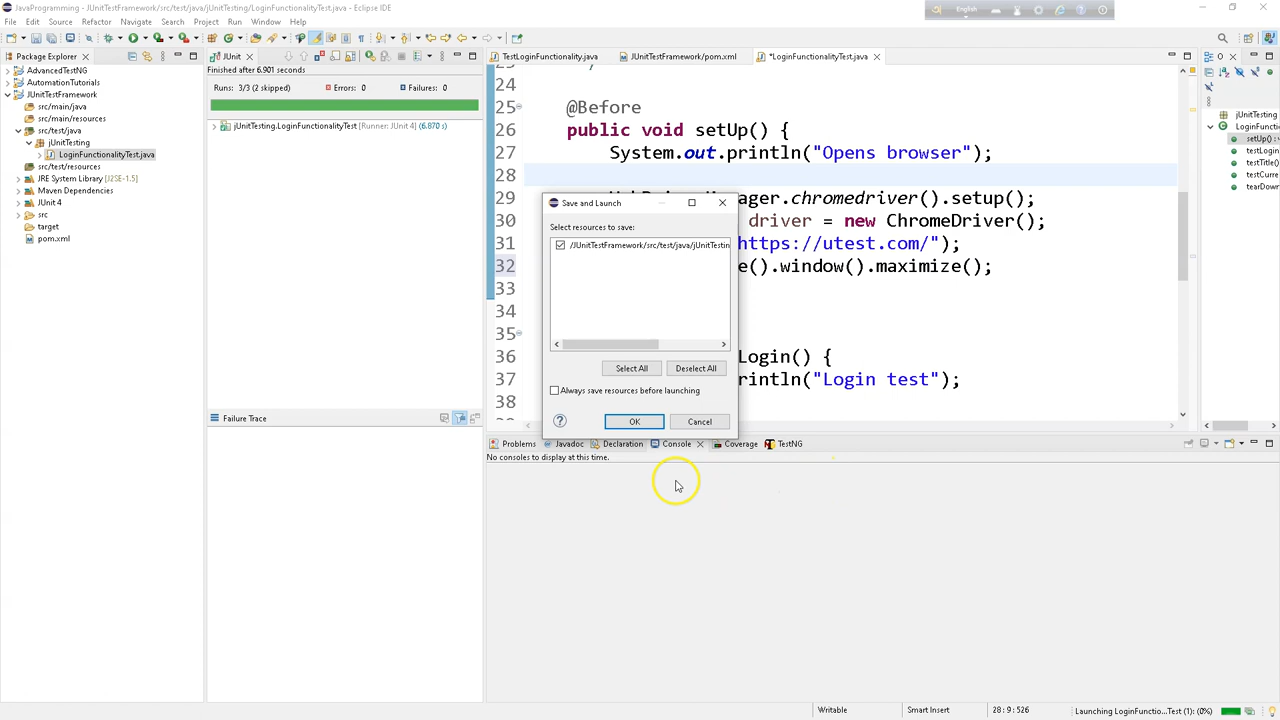 JavaProgramming - JUnitTestFramework/src/test/java/jUnitTesting/LoginFunctionalityTest.java - Eclipse IDE
English
File Edit Source Refactor Navigate Search Project Run Window Help
Package Explorer
AdvancedTestNG
AutomationTutorials
JUnitTestFramework
src/main/java
src/main/resources
src/test/java
jUnitTesting
LoginFunctionalityTest.java
src/test/resources
JRE System Library [J2SE-1.5]
Maven Dependencies
JUnit 4
src
target
pom.xml
JUnit
Finished after 6.901 seconds
Runs: 3/3 (2 skipped) Errors: 0 Failures: 0
jUnitTesting.LoginFunctionalityTest [Runner: JUnit 4] (6.870 s)
Failure Trace
TestLoginFunctionality.java JUnitTestFramework/pom.xml *LoginFunctionalityTest.java
24
25 @Before
26 public void setUp() {
27 System.out.println("Opens browser");
28
29 ager.chromedriver().setup();
30 driver = new ChromeDriver();
31 https://utest.com/");
32 e().window().maximize();
33
34
35
36 Login() {
37 println("Login test");
38
Save and Launch
Select resources to save:
/JUnitTestFramework/src/test/java/jUnitTestin
Select All Deselect All
Always save resources before launching
OK Cancel
Problems Javadoc Declaration Console Coverage TestNG
No consoles to display at this time.
O
jUnitTesting
LoginFunctio
setUp() :
testLogin
testTitle()
testCurre
tearDown
Writable Smart Insert 28 : 9 : 526 Launching LoginFunctio...Test (1): (0%)